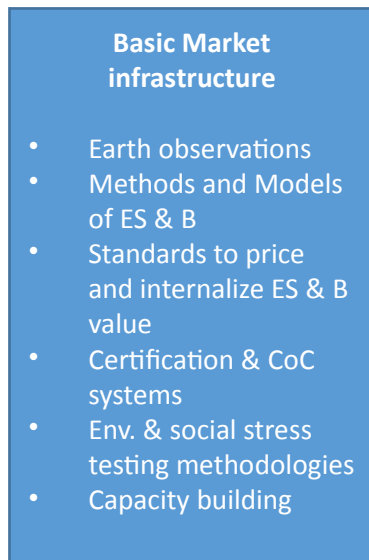 Basic Market
infrastructure
• Earth observations
• Methods and Models
of ES & B
• Standards to price
and internalize ES & B
value
• Certification & CoC
systems
• Env. & social stress
testing methodologies
• Capacity building